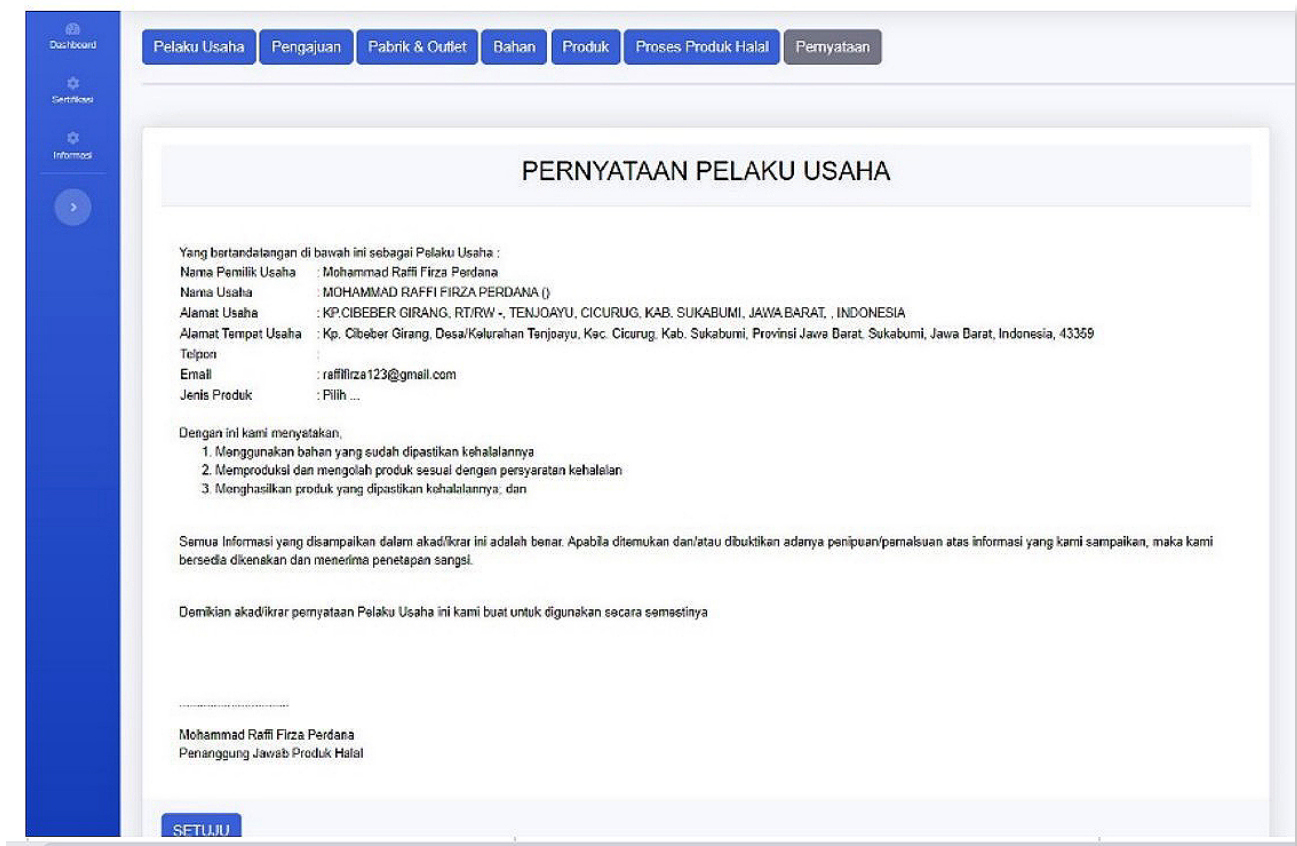 Dashboard
Sertifikasi
Informasi
Pelaku Usaha
Pengajuan
Pabrik & Outlet
Bahan
Produk
Proses Produk Halal
Pernyataan
PERNYATAAN PELAKU USAHA
Yang bertandatangan di bawah ini sebagai Pelaku Usaha :
Nama Pemilik Usaha : Mohammad Raffi Firza Perdana
Nama Usaha : MOHAMMAD RAFFI FIRZA PERDANA ()
Alamat Usaha : KP.CIBEBER GIRANG, RT/RW -, TENJOAYU, CICURUG, KAB. SUKABUMI, JAWA BARAT, , INDONESIA
Alamat Tempat Usaha : Kp. Cibeber Girang, Desa/Kelurahan Tenjoayu, Kec. Cicurug, Kab. Sukabumi, Provinsi Jawa Barat, Sukabumi, Jawa Barat, Indonesia, 43359
Telpon :
Email : raffifirza123@gmail.com
Jenis Produk : Pilih ...
Dengan ini kami menyatakan,
1. Menggunakan bahan yang sudah dipastikan kehalalannya
2. Memproduksi dan mengolah produk sesuai dengan persyaratan kehalalan
3. Menghasilkan produk yang dipastikan kehalalannya; dan
Semua Informasi yang disampaikan dalam akad/ikrar ini adalah benar. Apabila ditemukan dan/atau dibuktikan adanya penipuan/pemalsuan atas informasi yang kami sampaikan, maka kami
bersedia dikenakan dan menerima penetapan sangsi.
Demikian akad/ikrar pernyataan Pelaku Usaha ini kami buat untuk digunakan secara semestinya
Mohammad Raffi Firza Perdana
Penanggung Jawab Produk Halal
SETUJU